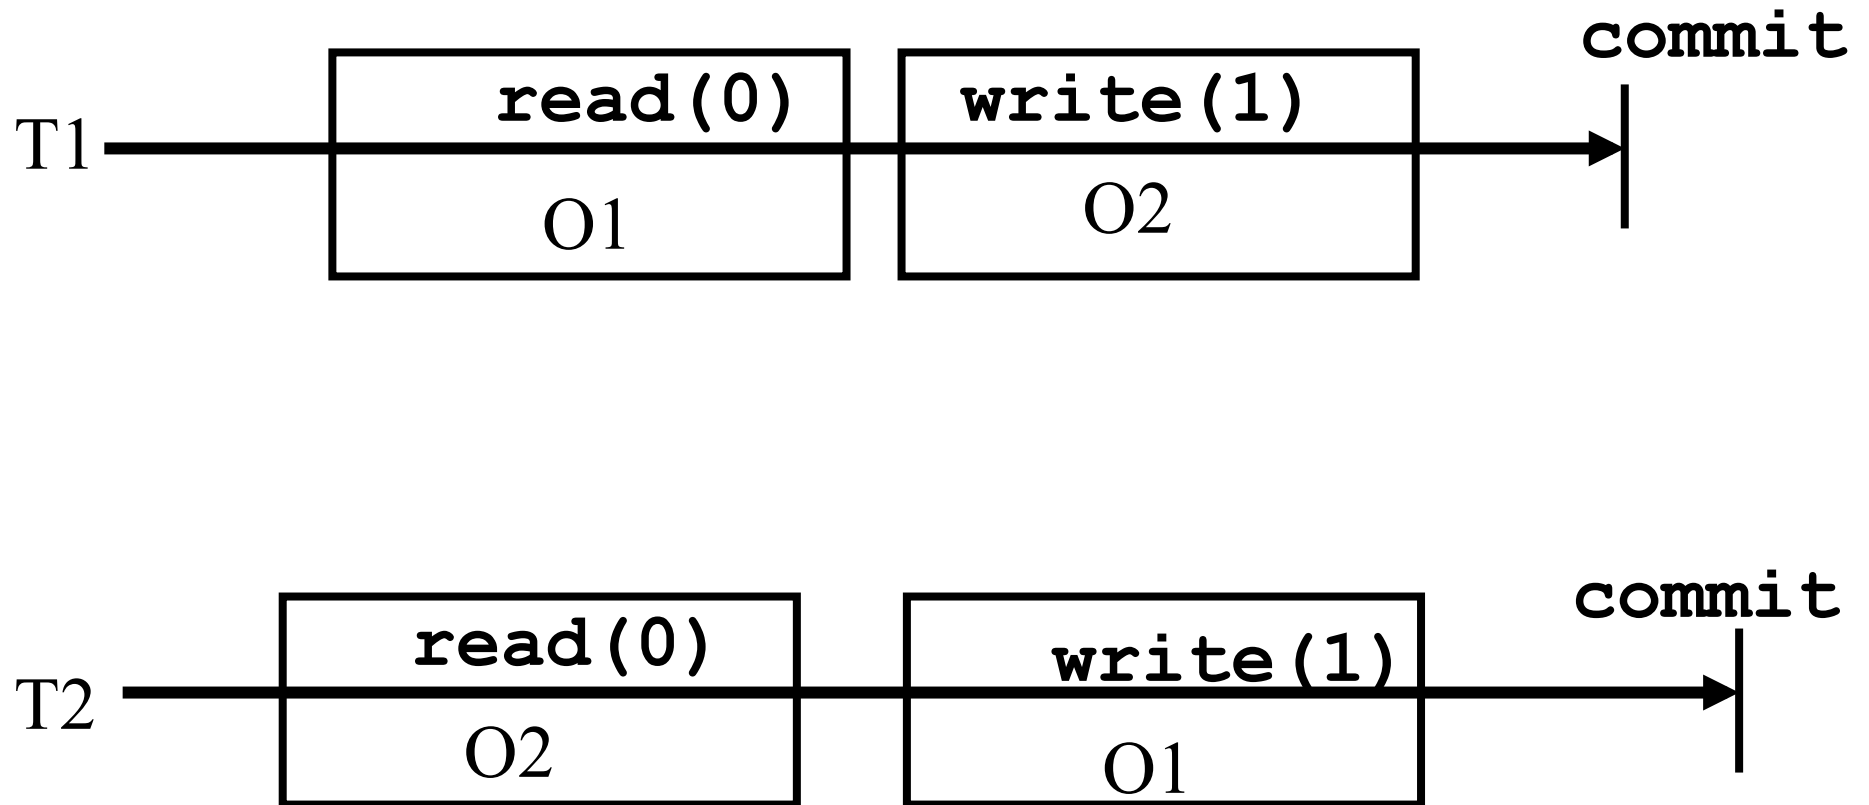 commit
read(0) write(1)
T1
O1 O2
commit
read(0) write(1)
T2
O2 O1